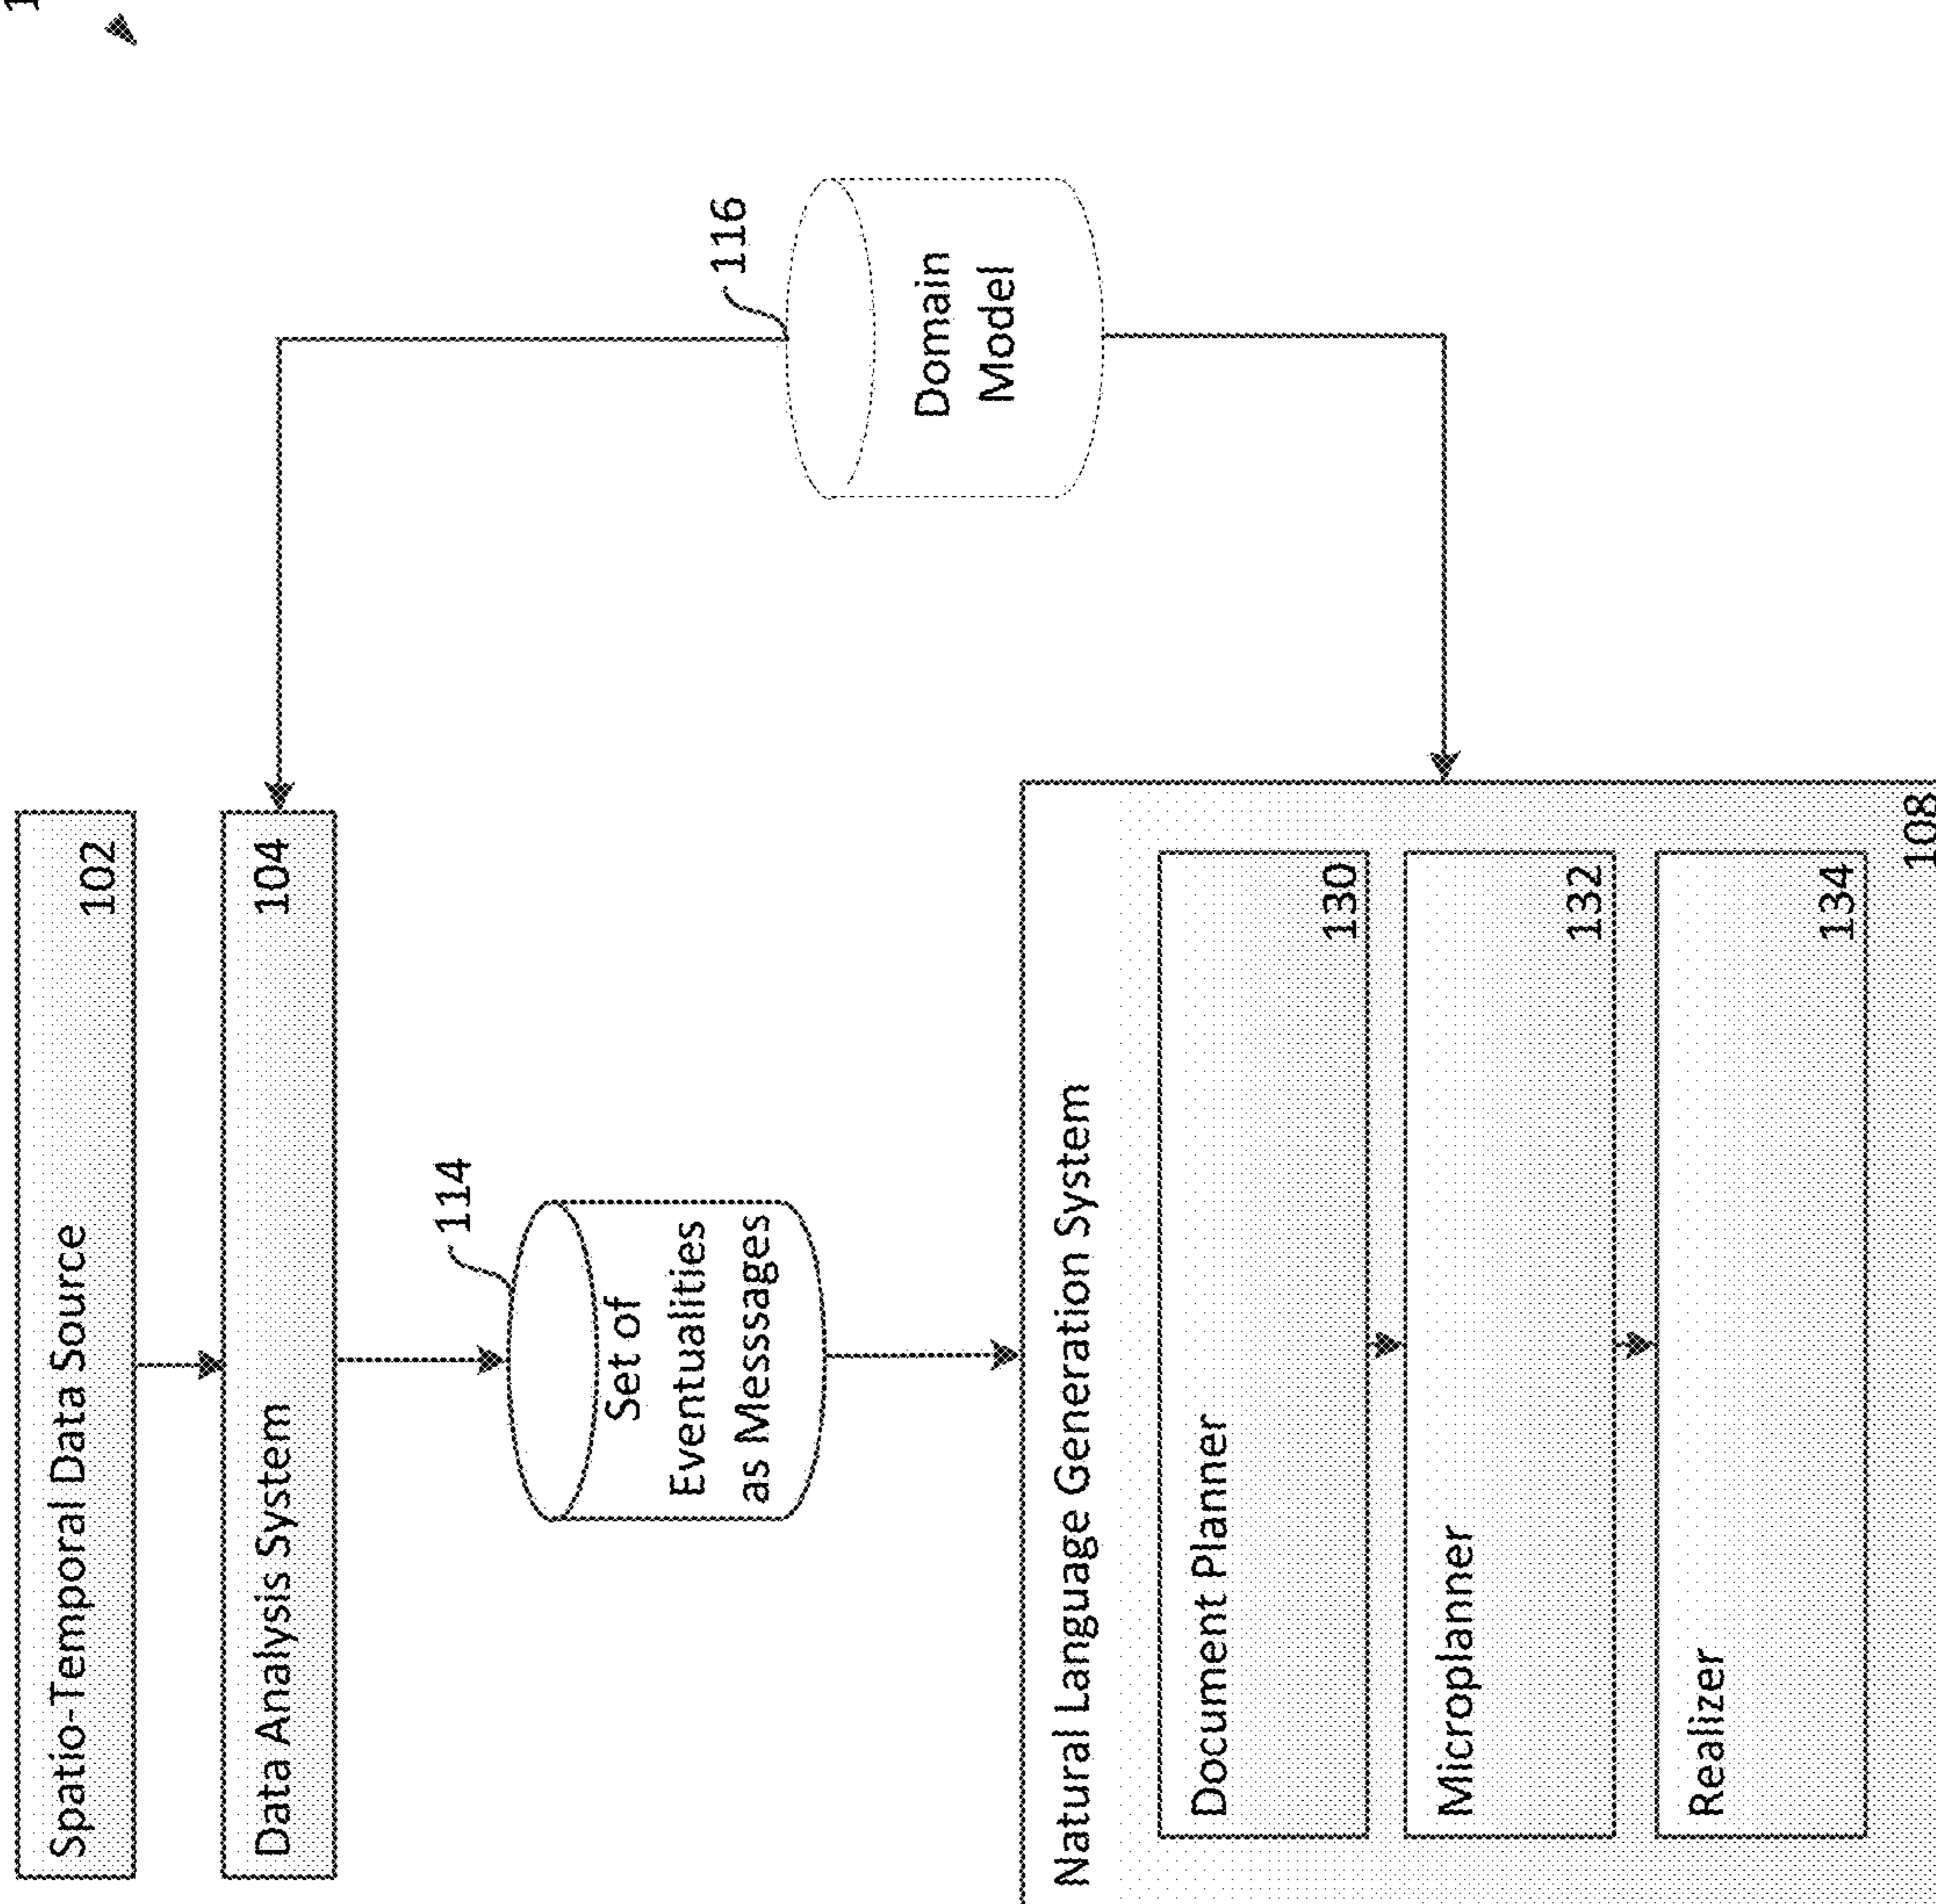 Spatio-Temporal Data Source
102
Data Analysis System
104
114
Set of
Eventualities
as Messsages
116
Domain
Model
Natural Language Generation System
Document Planner
130
Microplanner
132
Realizer
134
108